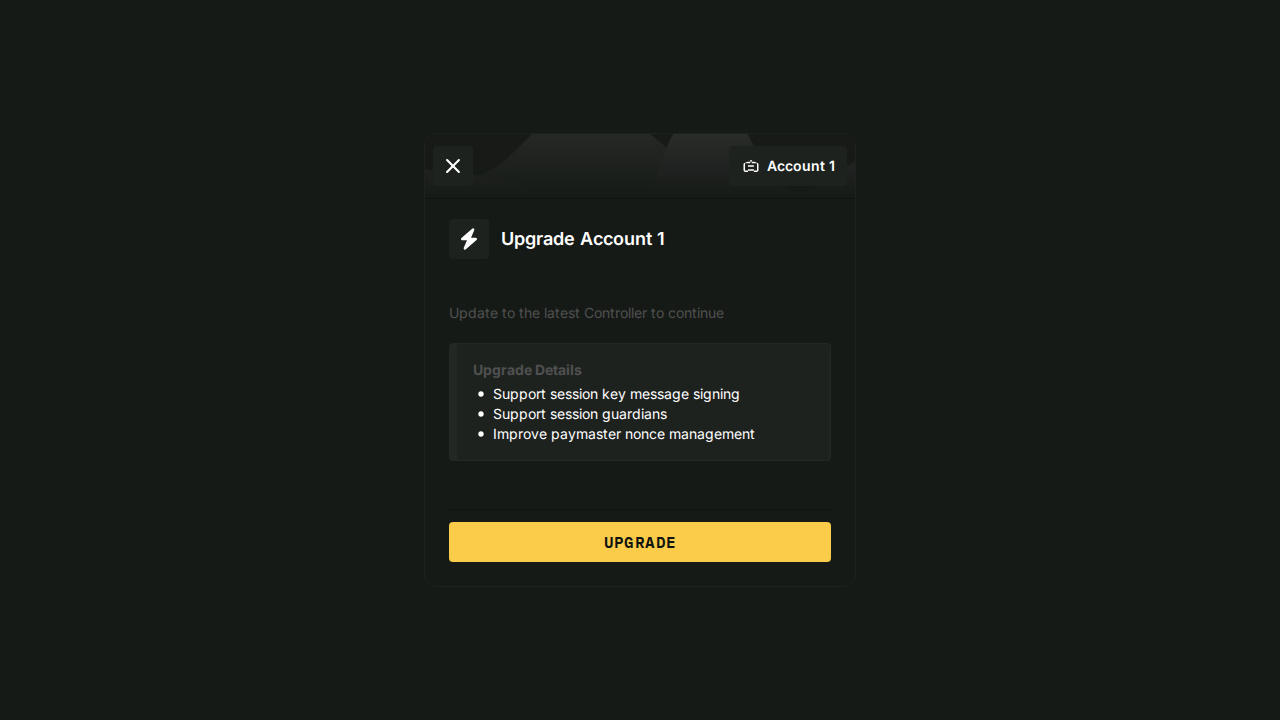 Account 1
Upgrade Account 1
Update to the latest Controller to continue
Upgrade Details
Support session key message signing
Support session guardians
Improve paymaster nonce management
UPGRADE